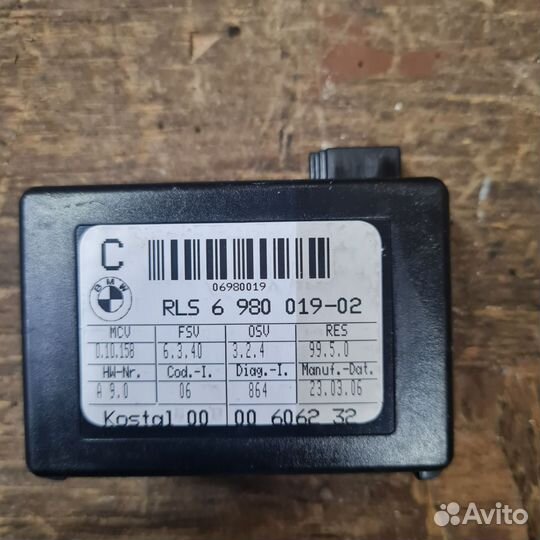 C
06980019
BMW
RLS 6 980 019-02
MCV FSV OSV RES
0.10.158 6.3.40 3.2.4 99.5.0
HW-Nr. Cod.-I. Diag.-I. Manuf.-Dat.
A 9.0 06 864 23.03.06
Kostal 00 00 6062 32
Avito